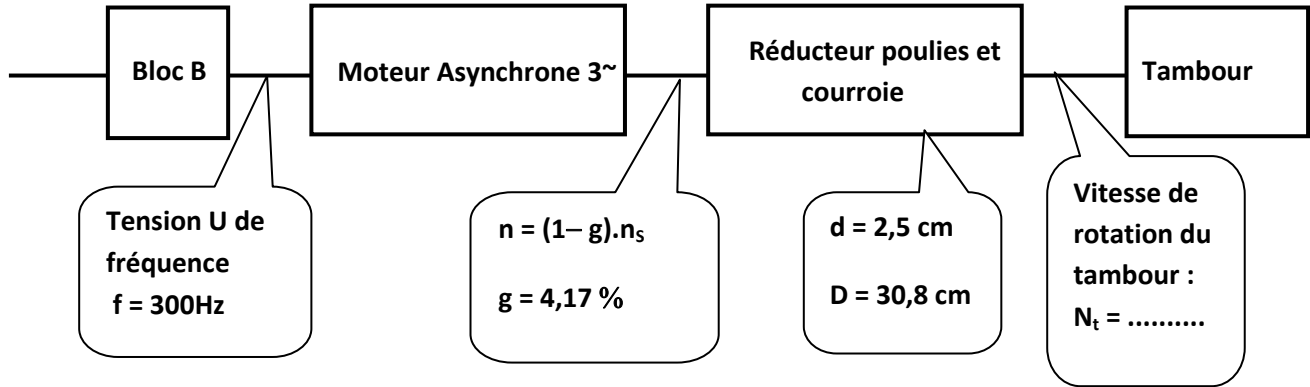 Bloc B
Moteur Asynchrone 3~
Réducteur poulies et
courroie
Tambour
Tension U de
fréquence
f = 300Hz
n = (1– g).nS
g = 4,17 %
d = 2,5 cm
D = 30,8 cm
Vitesse de
rotation du
tambour :
Nt = ..........